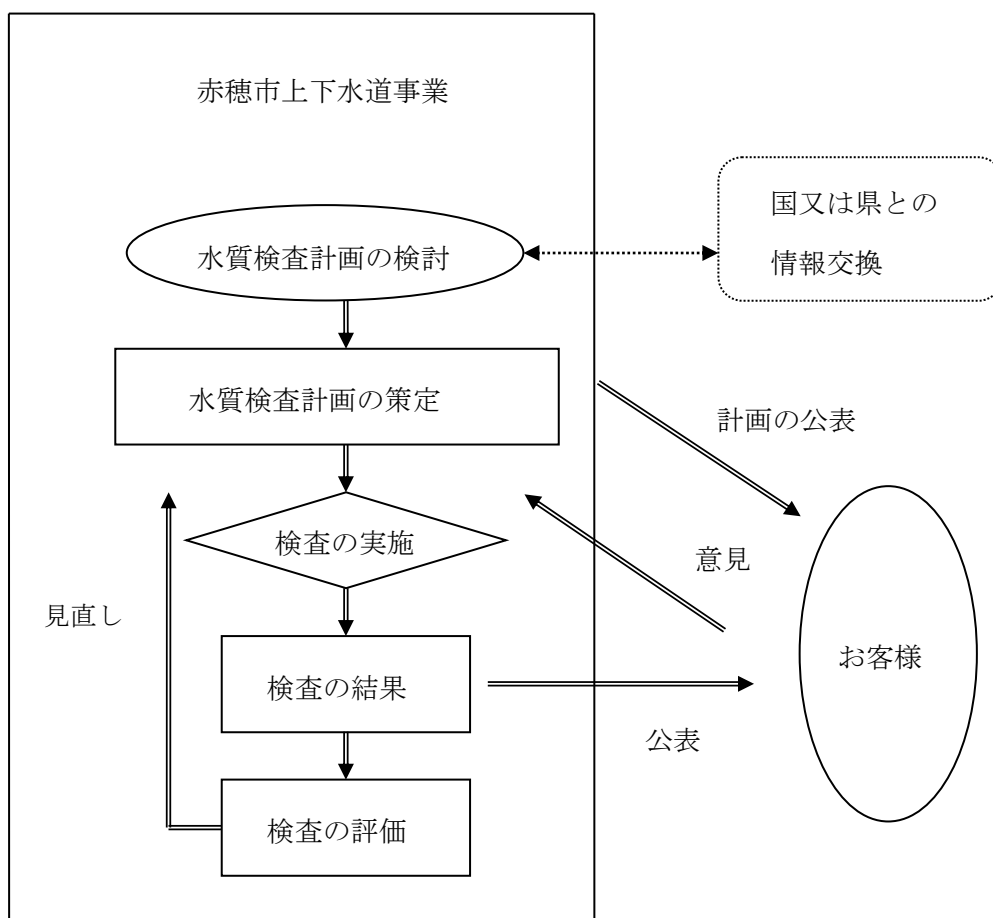 赤穂市上下水道事業
国又は県との
情報交換
水質検査計画の検討
水質検査計画の策定
計画の公表
検査の実施
意見
見直し
お客様
検査の結果
公表
検査の評価